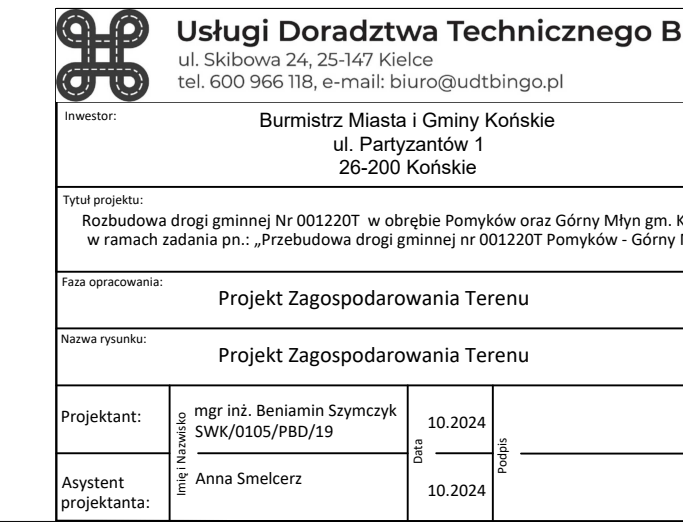 Usługi Doradztwa Technicznego B
ul. Skibowa 24, 25-147 Kielce
tel. 600 966 118, e-mail: biuro@udtbingo.pl
Inwestor:
Burmistrz Miasta i Gminy Końskie
ul. Partyzantów 1
26-200 Końskie
Tytuł projektu:
Rozbudowa drogi gminnej Nr 001220T w obrębie Pomyków oraz Górny Młyn gm. K
w ramach zadania pn.: „Przebudowa drogi gminnej nr 001220T Pomyków - Górny
Faza opracowania:
Projekt Zagospodarowania Terenu
Nazwa rysunku:
Projekt Zagospodarowania Terenu
Projektant:
Imię i Nazwisko
mgr inż. Beniamin Szymczyk
SWK/0105/PBD/19
Data
10.2024
Podpis
Asystent
projektanta:
Anna Smelcerz
10.2024